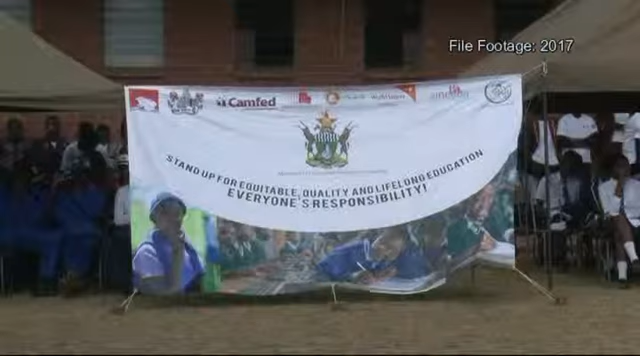 File Footage: 2017
Camfed
STAND UP FOR EQUITABLE, QUALITY AND LIFELONG EDUCATION
EVERYONE'S RESPONSIBILITY!